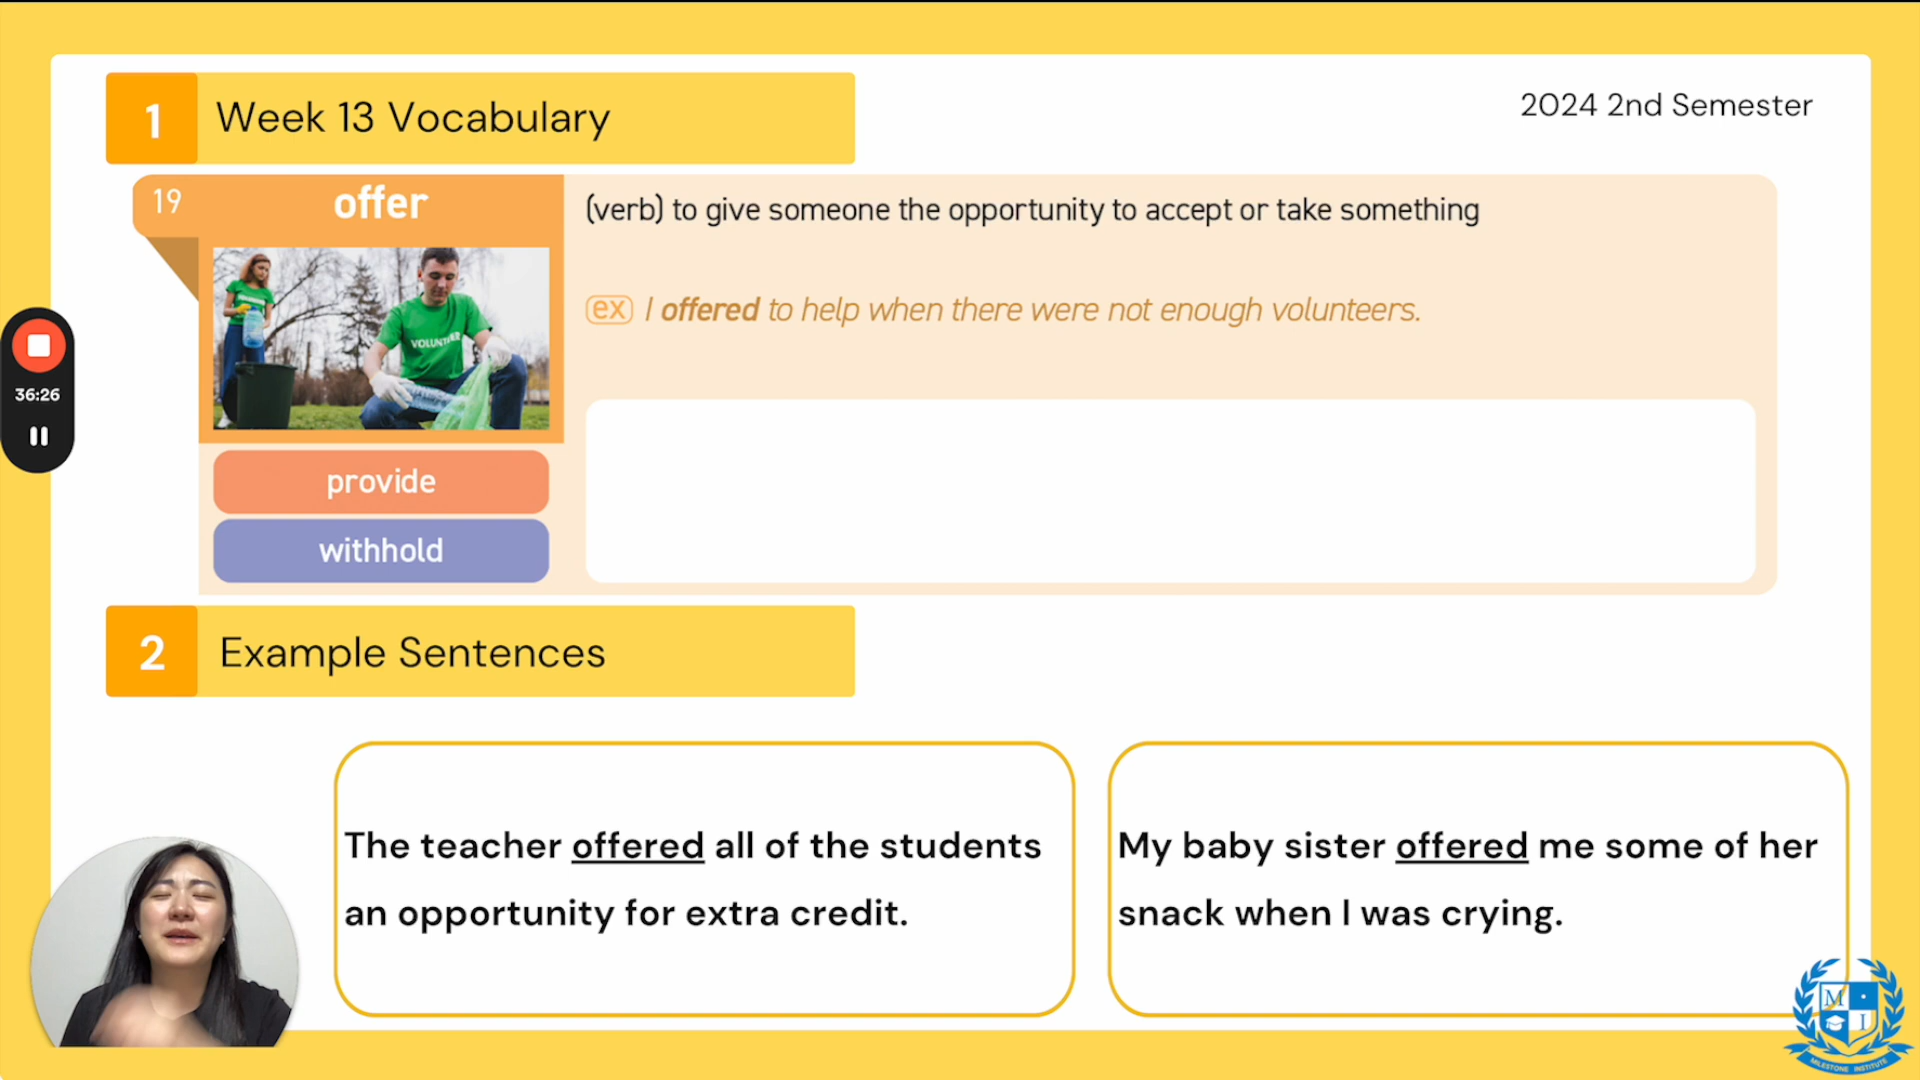 1 Week 13 Vocabulary
2024 2nd Semester
19 offer
(verb) to give someone the opportunity to accept or take something
ex I offered to help when there were not enough volunteers.
VOLUNTEER
36:26
provide
withhold
2 Example Sentences
The teacher offered all of the students
an opportunity for extra credit.
My baby sister offered me some of her
snack when I was crying.
M
I
MILESTONE INSTITUTE